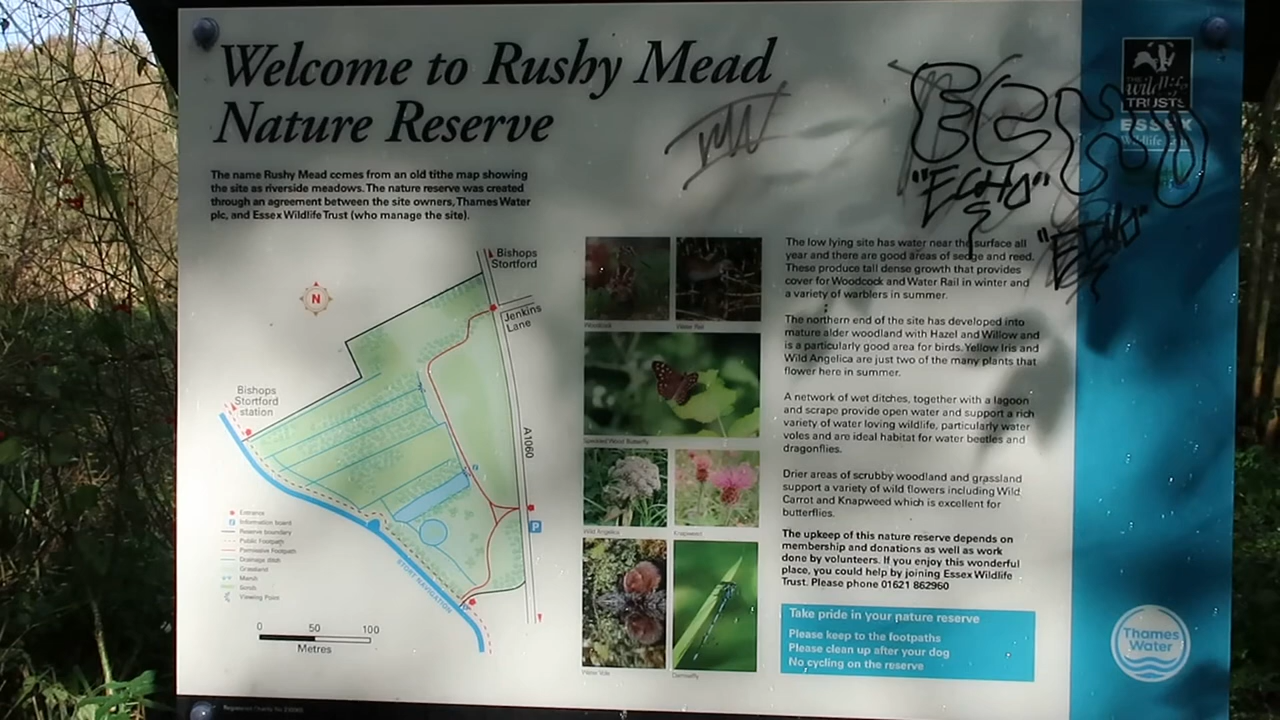 Welcome to Rushy Mead
Nature Reserve
The name Rushy Mead comes from an old tithe map showing
the site as riverside meadows. The nature reserve was created
through an agreement between the site owners, Thames Water
plc, and Essex Wildlife Trust (who manage the site).
N
Bishops
Stortford
Jenkins
Lane
Bishops
Stortford
station
A1060
P
STORT NAVIGATION
Entrance
Information board
Reserve boundary
Public Footpath
Permissive Footpath
Drainage ditch
Grassland
Marsh
Scrub
Viewing Point
0 50 100
Metres
Woodcock
Water Rail
Speckled Wood Butterfly
Wild Angelica
Knapweed
Water Vole
Damselfly
The low lying site has water near the surface all
year and there are good areas of sedge and reed.
These produce tall dense growth that provides
cover for Woodcock and Water Rail in winter and
a variety of warblers in summer.
The northern end of the site has developed into
mature alder woodland with Hazel and Willow and
is a particularly good area for birds. Yellow Iris and
Wild Angelica are just two of the many plants that
flower here in summer.
A network of wet ditches, together with a lagoon
and scrape provide open water and support a rich
variety of water loving wildlife, particularly water
voles and are ideal habitat for water beetles and
dragonflies.
Drier areas of scrubby woodland and grassland
support a variety of wild flowers including Wild
Carrot and Knapweed which is excellent for
butterflies.
The upkeep of this nature reserve depends on
membership and donations as well as work
done by volunteers. If you enjoy this wonderful
place, you could help by joining Essex Wildlife
Trust. Please phone 01621 862960
Take pride in your nature reserve
Please keep to the footpaths
Please clean up after your dog
No cycling on the reserve
THE
wildlife
TRUSTS
ESSEX
Wildlife Trust
"ECHO"
Thames
Water